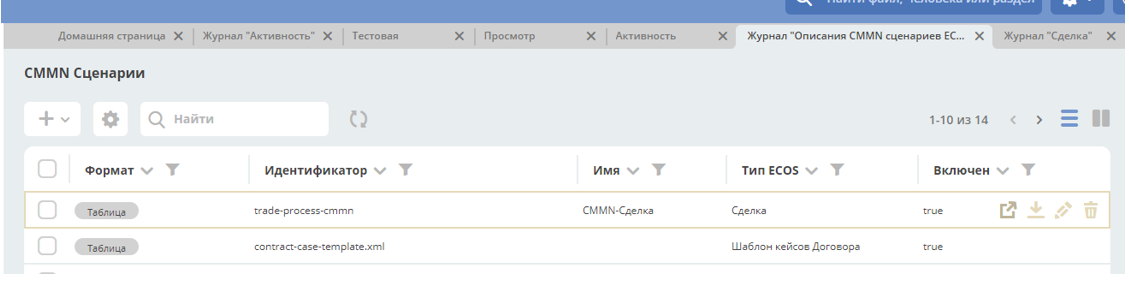 Найти файл, человека или раздел
Домашняя страница Журнал "Активность" Тестовая Просмотр Активность Журнал "Описания CMMN сценариев EC... Журнал "Сделка"
CMMN Сценарии
Найти 1-10 из 14
Формат Идентификатор Имя Тип ECOS Включен
Таблица trade-process-cmmn CMMN-Сделка Сделка true
Таблица contract-case-template.xml Шаблон кейсов Договора true